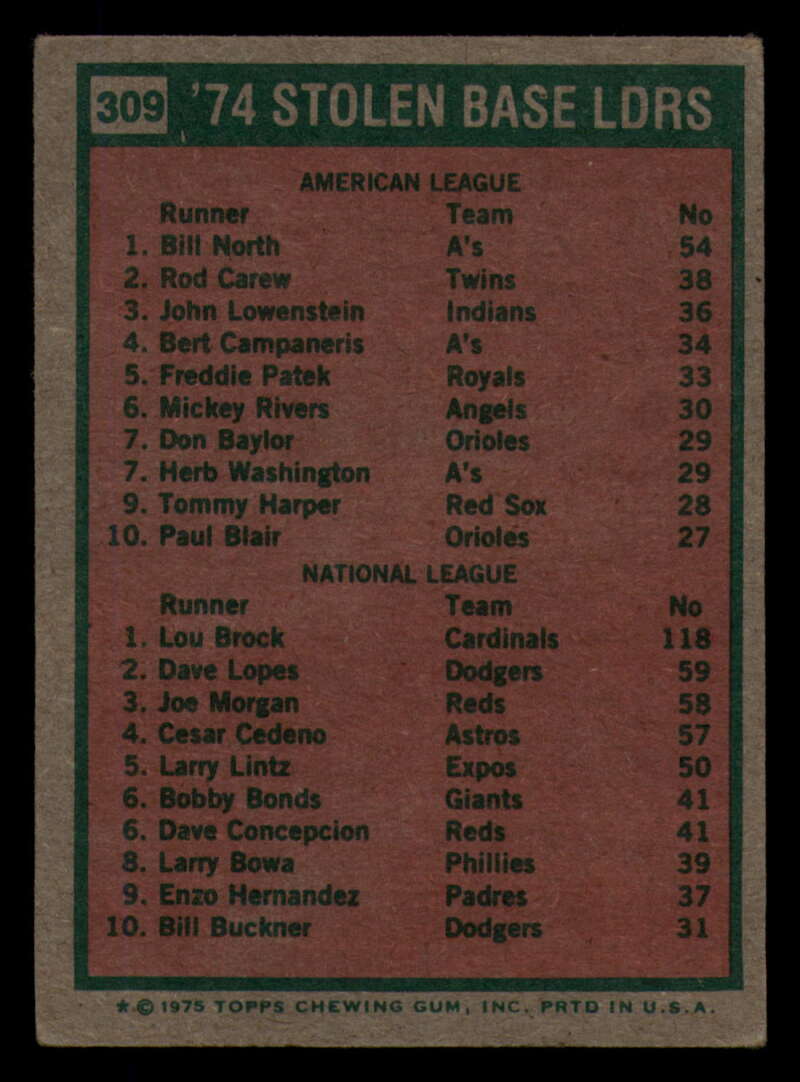 309 '74 STOLEN BASE LDRS
AMERICAN LEAGUE
Runner Team No
1. Bill North A's 54
2. Rod Carew Twins 38
3. John Lowenstein Indians 36
4. Bert Campaneris A's 34
5. Freddie Patek Royals 33
6. Mickey Rivers Angels 30
7. Don Baylor Orioles 29
7. Herb Washington A's 29
9. Tommy Harper Red Sox 28
10. Paul Blair Orioles 27
NATIONAL LEAGUE
Runner Team No
1. Lou Brock Cardinals 118
2. Dave Lopes Dodgers 59
3. Joe Morgan Reds 58
4. Cesar Cedeno Astros 57
5. Larry Lintz Expos 50
6. Bobby Bonds Giants 41
6. Dave Concepcion Reds 41
8. Larry Bowa Phillies 39
9. Enzo Hernandez Padres 37
10. Bill Buckner Dodgers 31
* © 1975 TOPPS CHEWING GUM, INC. PRTD IN U.S.A.